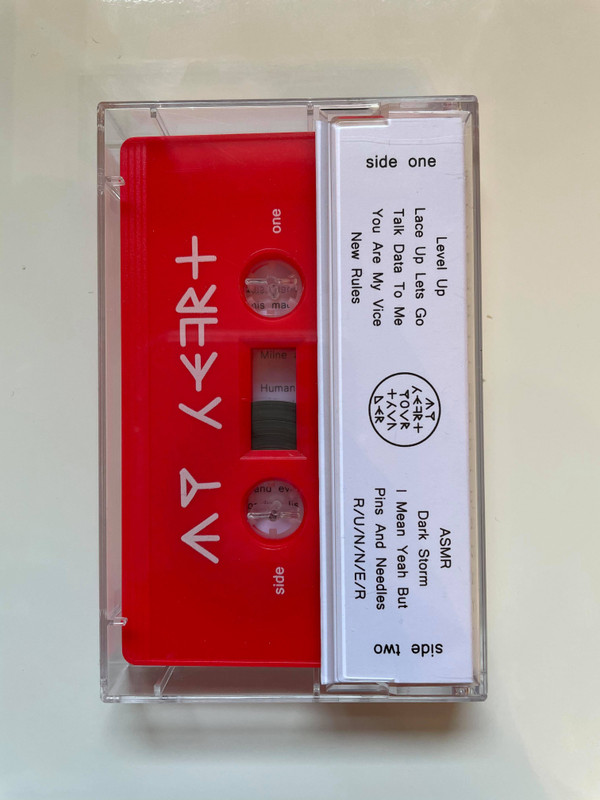 side one
Level Up
Lace Up Lets Go
Talk Data To Me
You Are My Vice
New Rules
ASMR
Dark Storm
I Mean Yeah But
Pins And Needles
R/U/N/N/E/R
side two
side one
Milne
Human